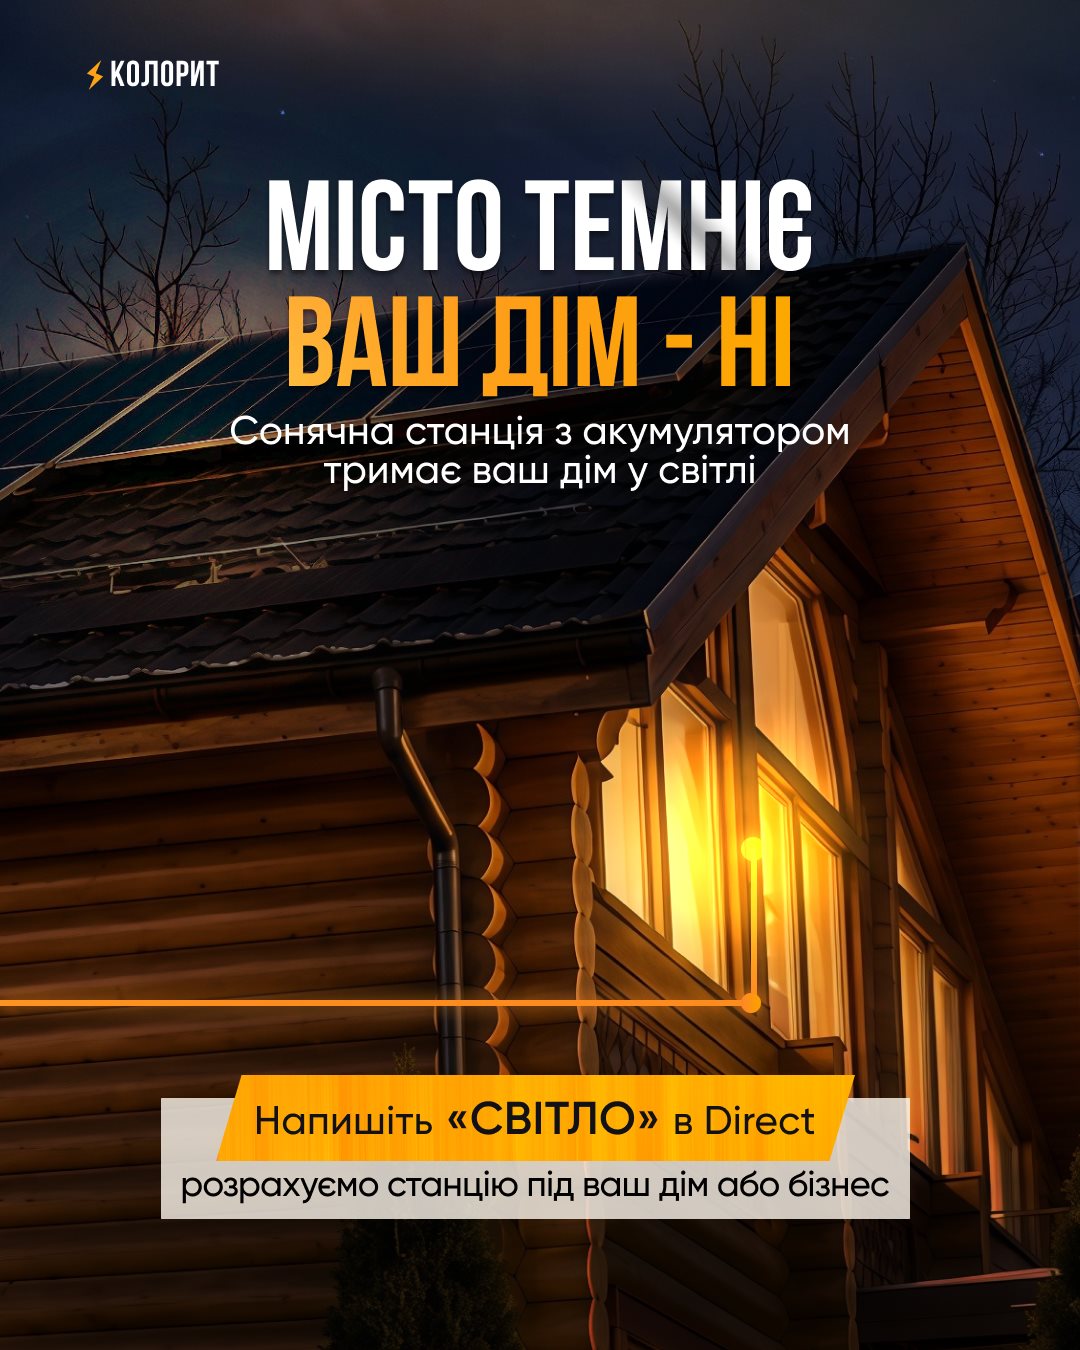 КОЛОРИТ
МІСТО ТЕМНІЄ
ВАШ ДІМ - НІ
Сонячна станція з акумулятором
тримає ваш дім у світлі
Напишіть «СВІТЛО» в Direct
розрахуємо станцію під ваш дім або бізнес